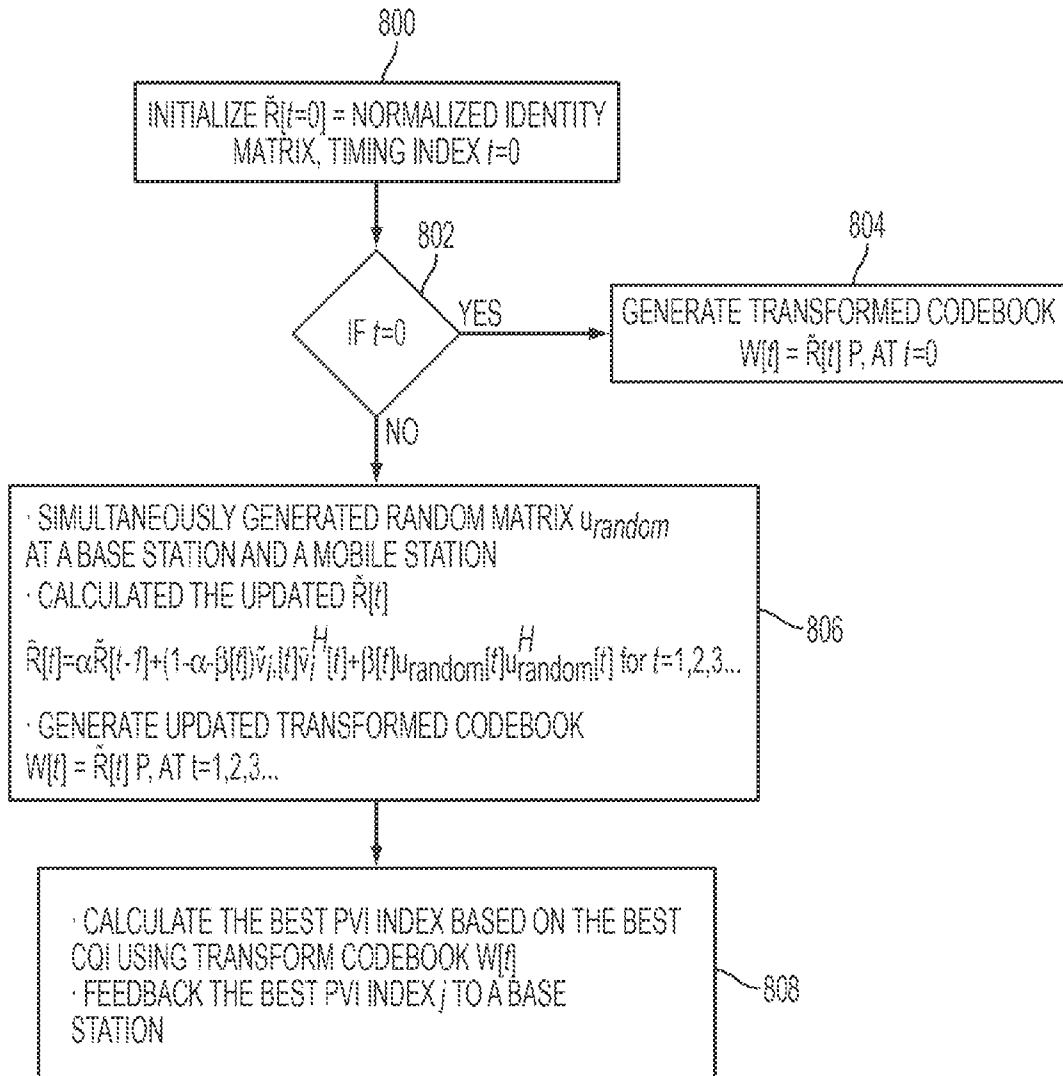 800
INITIALIZE R̃[t=0] = NORMALIZED IDENTITY
MATRIX, TIMING INDEX t=0
802
IF t=0
YES
804
GENERATE TRANSFORMED CODEBOOK
W[t] = R̃[t] P, AT t=0
NO
· SIMULTANEOUSLY GENERATED RANDOM MATRIX u_random
AT A BASE STATION AND A MOBILE STATION
· CALCULATED THE UPDATED R̃[t]
R̃[t]=αR̃[t-1]+(1-α-β[t])ṽ_j,[t]ṽ_j^H[t]+β[t]u_random[t]u_random^H[t] for t=1,2,3...
· GENERATE UPDATED TRANSFORMED CODEBOOK
W[t] = R̃[t] P, AT t=1,2,3...
806
· CALCULATE THE BEST PVI INDEX BASED ON THE BEST
CQI USING TRANSFORM CODEBOOK W[t]
· FEEDBACK THE BEST PVI INDEX j TO A BASE
STATION
808